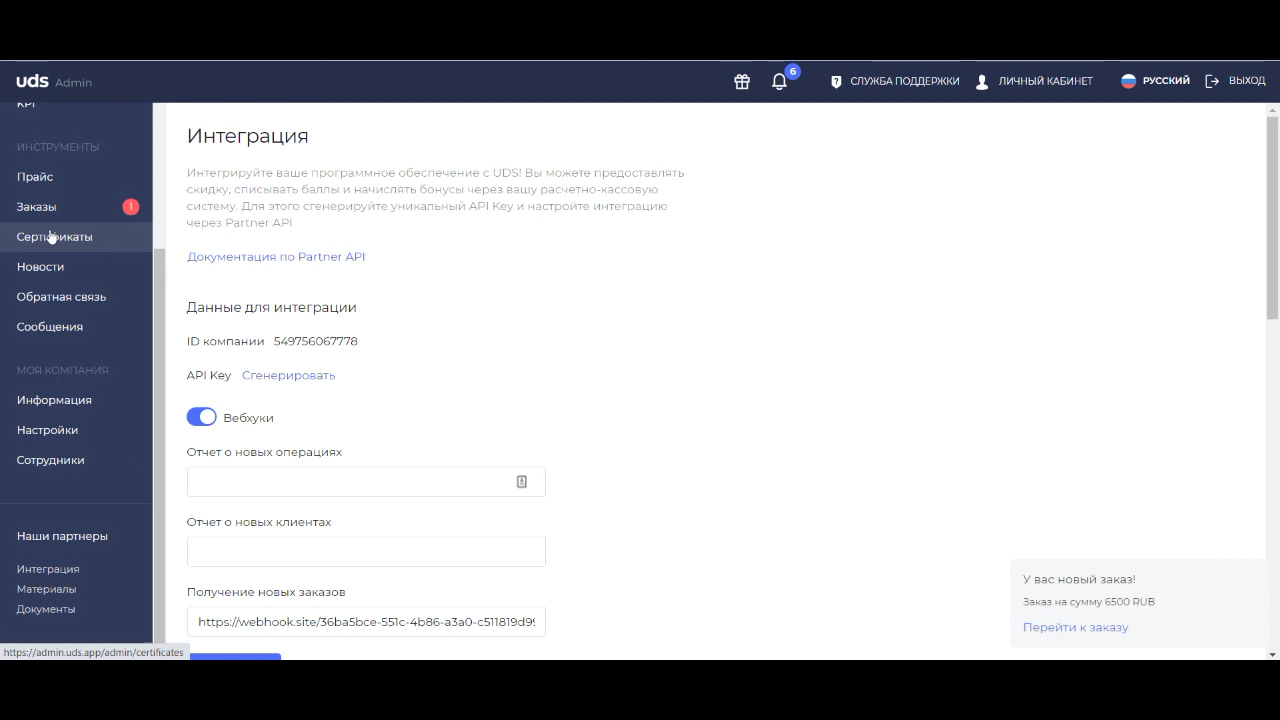 uds Admin
6
СЛУЖБА ПОДДЕРЖКИ
ЛИЧНЫЙ КАБИНЕТ
РУССКИЙ
ВЫХОД
KPI
ИНСТРУМЕНТЫ
Прайс
Заказы 1
Сертификаты
Новости
Обратная связь
Сообщения
МОЯ КОМПАНИЯ
Информация
Настройки
Сотрудники
Наши партнеры
Интеграция
Материалы
Документы
https://admin.uds.app/admin/certificates
Интеграция
Интегрируйте ваше программное обеспечение с UDS! Вы можете предоставлять
скидку, списывать баллы и начислять бонусы через вашу расчетно-кассовую
систему. Для этого сгенерируйте уникальный API Key и настройте интеграцию
через Partner API
Документация по Partner API
Данные для интеграции
ID компании 549756067778
API Key Сгенерировать
Вебхуки
Отчет о новых операциях
Отчет о новых клиентах
Получение новых заказов
https://webhook.site/36ba5bce-551c-4b86-a3a0-c511819d99
У вас новый заказ!
Заказ на сумму 6500 RUB
Перейти к заказу